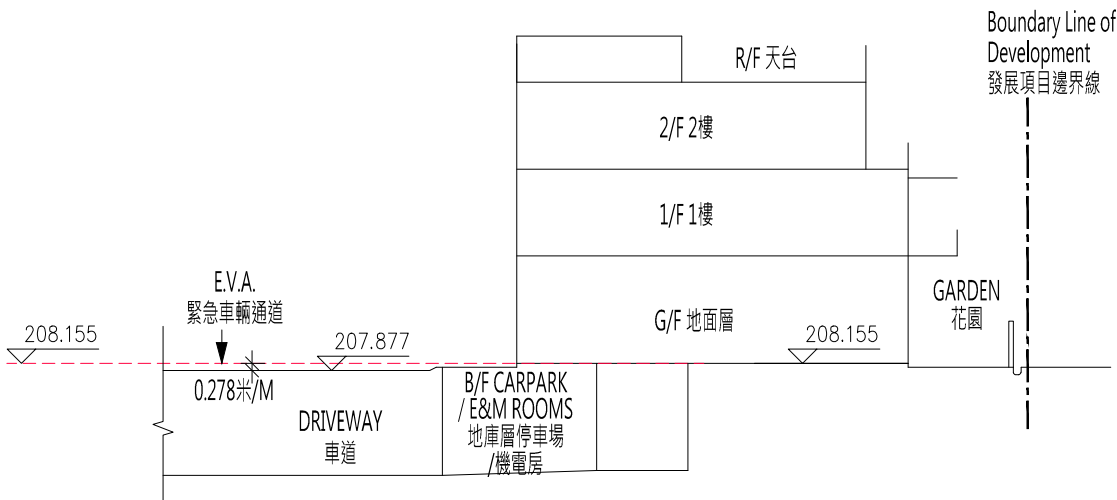 Boundary Line of
Development
發展項目邊界線
R/F 天台
2/F 2樓
1/F 1樓
E.V.A.
緊急車輛通道
GARDEN
花園
G/F 地面層
208.155
207.877
208.155
0.278米/M
B/F CARPARK
/ E&M ROOMS
地庫層停車場
/機電房
DRIVEWAY
車道